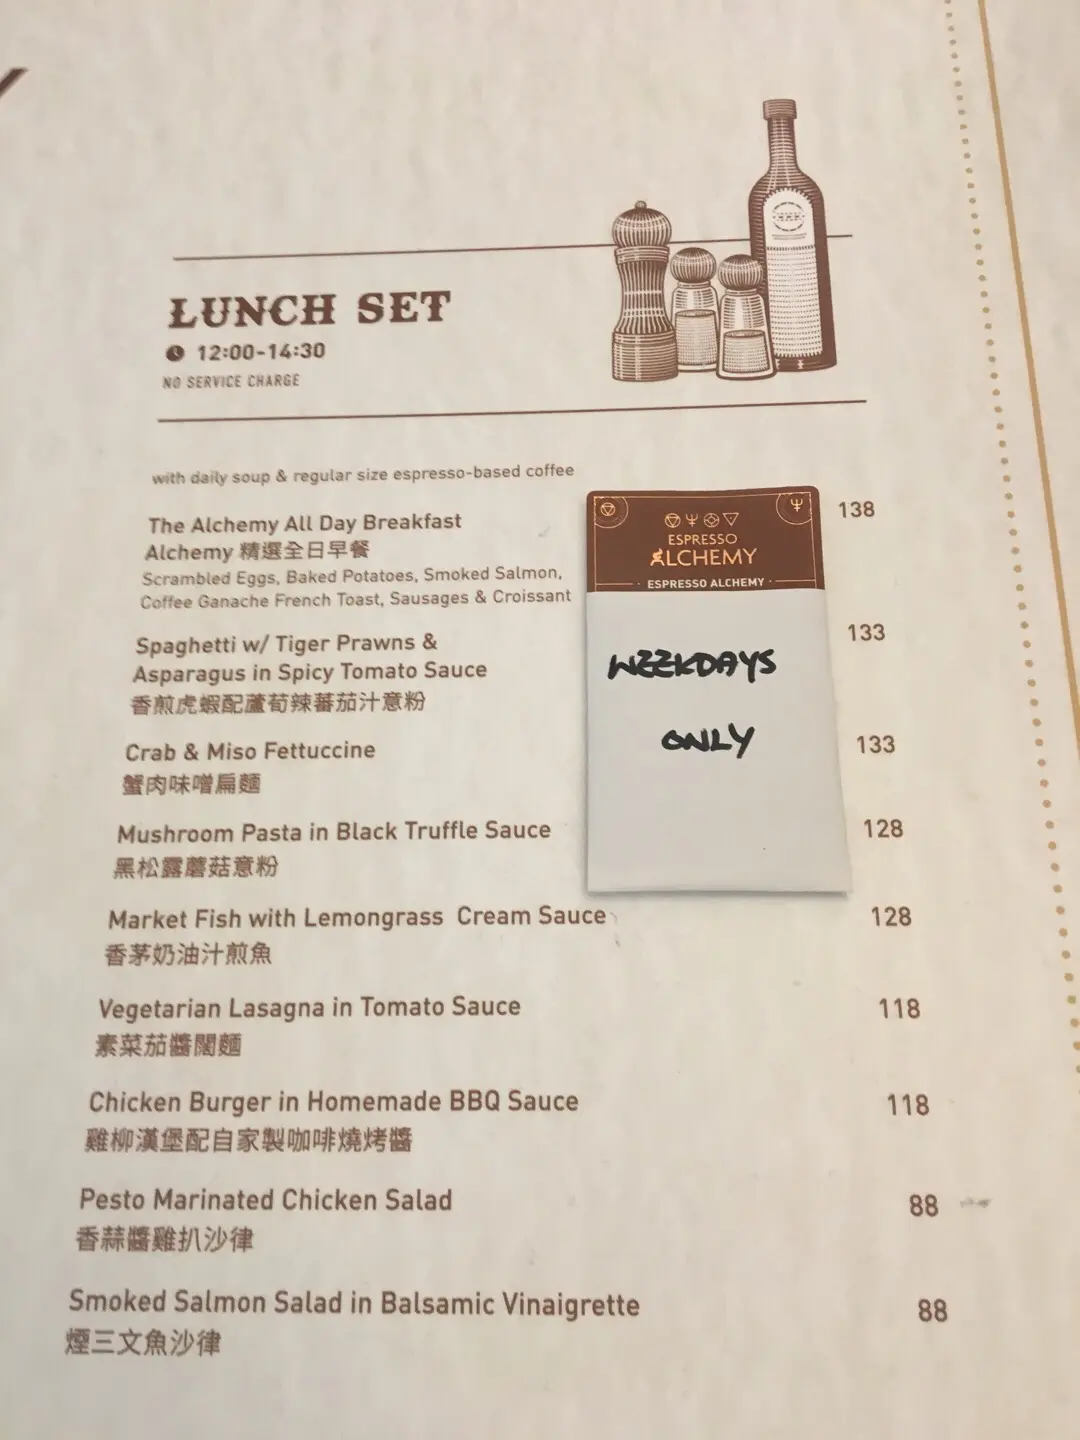 LUNCH SET
12:00-14:30
NO SERVICE CHARGE
with daily soup & regular size espresso-based coffee
The Alchemy All Day Breakfast 138
Alchemy 精選全日早餐
Scrambled Eggs, Baked Potatoes, Smoked Salmon,
Coffee Ganache French Toast, Sausages & Croissant
ESPRESSO
ALCHEMY
ESPRESSO ALCHEMY
WEEKDAYS
ONLY
Spaghetti w/ Tiger Prawns & 133
Asparagus in Spicy Tomato Sauce
香煎虎蝦配蘆荀辣蕃茄汁意粉
Crab & Miso Fettuccine 133
蟹肉味噌扁麵
Mushroom Pasta in Black Truffle Sauce 128
黑松露蘑菇意粉
Market Fish with Lemongrass Cream Sauce 128
香茅奶油汁煎魚
Vegetarian Lasagna in Tomato Sauce 118
素菜茄醬闊麵
Chicken Burger in Homemade BBQ Sauce 118
雞柳漢堡配自家製咖啡燒烤醬
Pesto Marinated Chicken Salad 88
香蒜醬雞扒沙律
Smoked Salmon Salad in Balsamic Vinaigrette 88
煙三文魚沙律